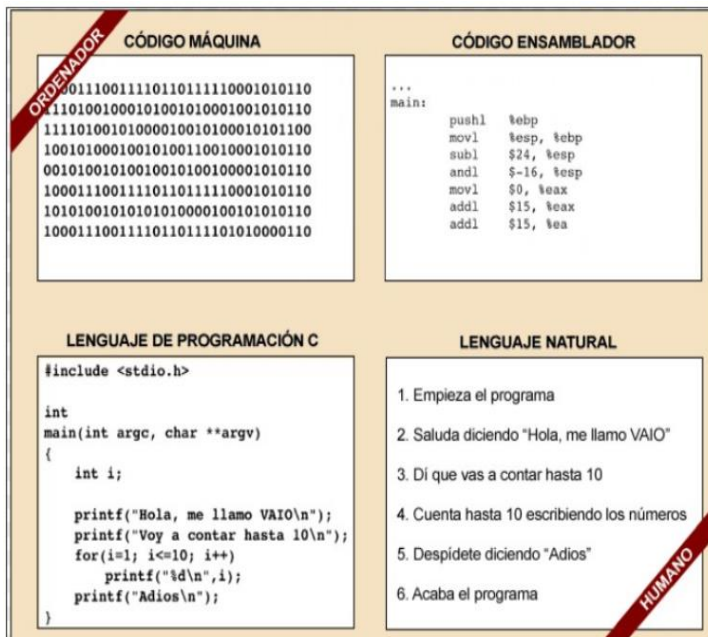 ORDENADOR
CÓDIGO MÁQUINA
001110011110110111110001010110
11101001000101001010001001010110
11110100101000010010100010101100
10010100010010100110010001010110
00101001010010010100100001010110
10001110011110110111110001010110
10101001010101010000100101010110
10001110011110110111101010000110
CÓDIGO ENSAMBLADOR
...
main:
pushl %ebp
movl %esp, %ebp
subl $24, %esp
andl $-16, %esp
movl $0, %eax
addl $15, %eax
addl $15, %ea
LENGUAJE DE PROGRAMACIÓN C
#include <stdio.h>
int
main(int argc, char **argv)
{
int i;
printf("Hola, me llamo VAIO\n");
printf("Voy a contar hasta 10\n");
for(i=1; i<=10; i++)
printf("%d\n",i);
printf("Adios\n");
}
LENGUAJE NATURAL
1. Empieza el programa
2. Saluda diciendo “Hola, me llamo VAIO”
3. Dí que vas a contar hasta 10
4. Cuenta hasta 10 escribiendo los números
5. Despídete diciendo “Adios”
6. Acaba el programa
HUMANO